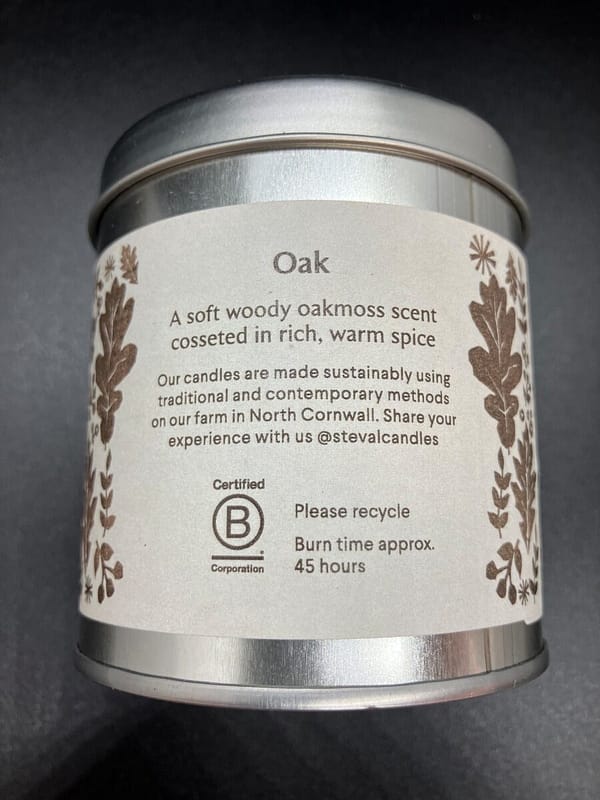 Oak
A soft woody oakmoss scent
cosseted in rich, warm spice
Our candles are made sustainably using
traditional and contemporary methods
on our farm in North Cornwall. Share your
experience with us @stevalcandles
Certified
B
Corporation
Please recycle
Burn time approx.
45 hours